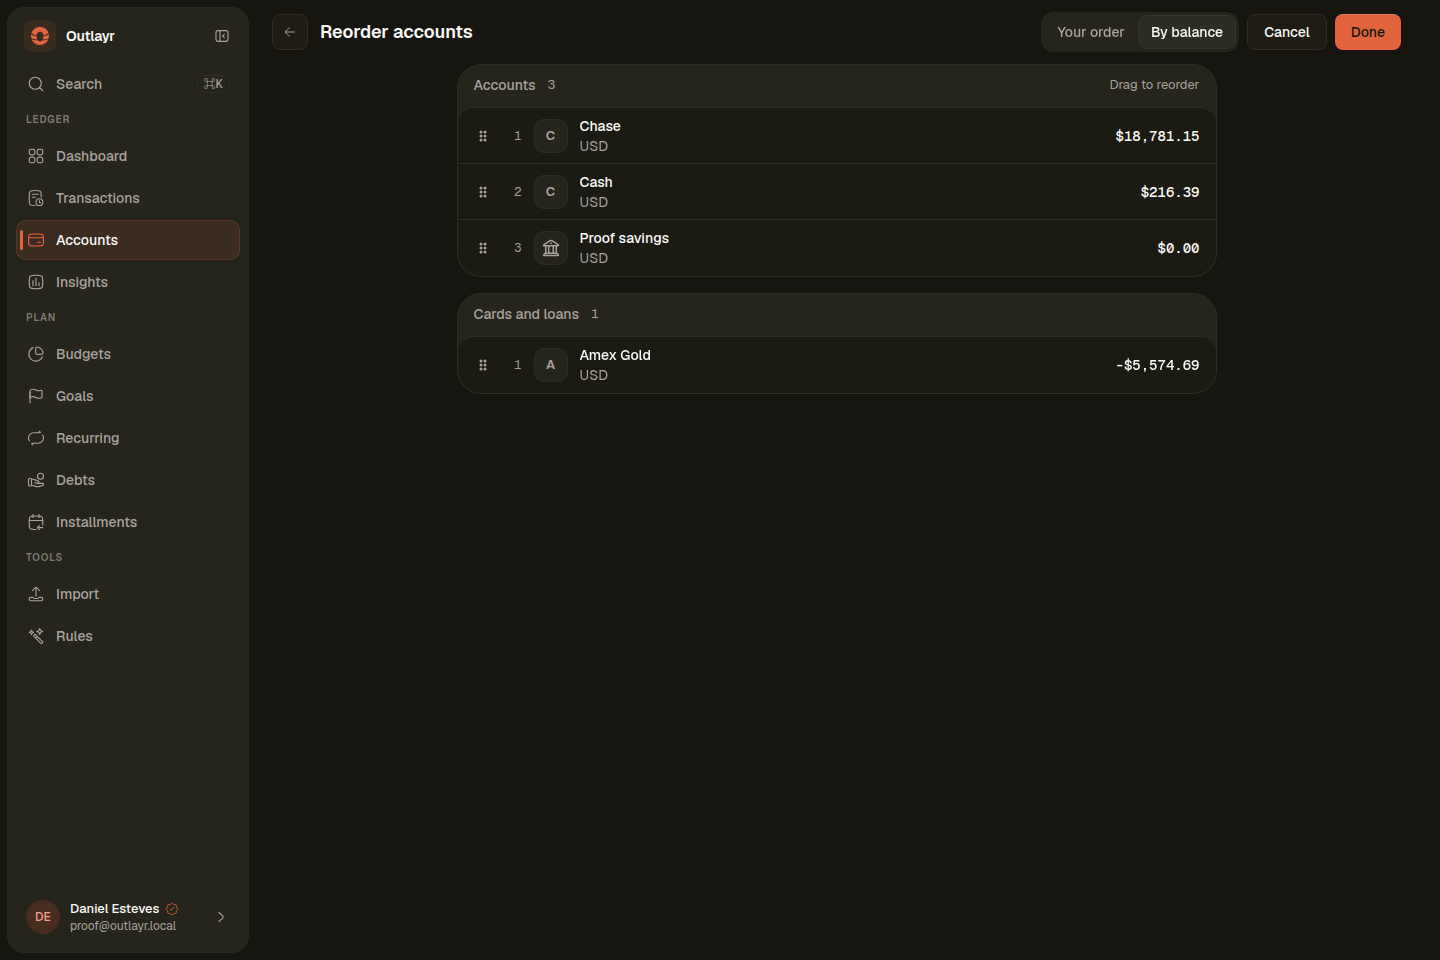 Outlayr
Search ⌘K
LEDGER
Dashboard
Transactions
Accounts
Insights
PLAN
Budgets
Goals
Recurring
Debts
Installments
TOOLS
Import
Rules
DE
Daniel Esteves
proof@outlayr.local
Reorder accounts
Your order By balance Cancel Done
Accounts 3 Drag to reorder
1 C Chase $18,781.15
USD
2 C Cash $216.39
USD
3 Proof savings $0.00
USD
Cards and loans 1
1 A Amex Gold -$5,574.69
USD